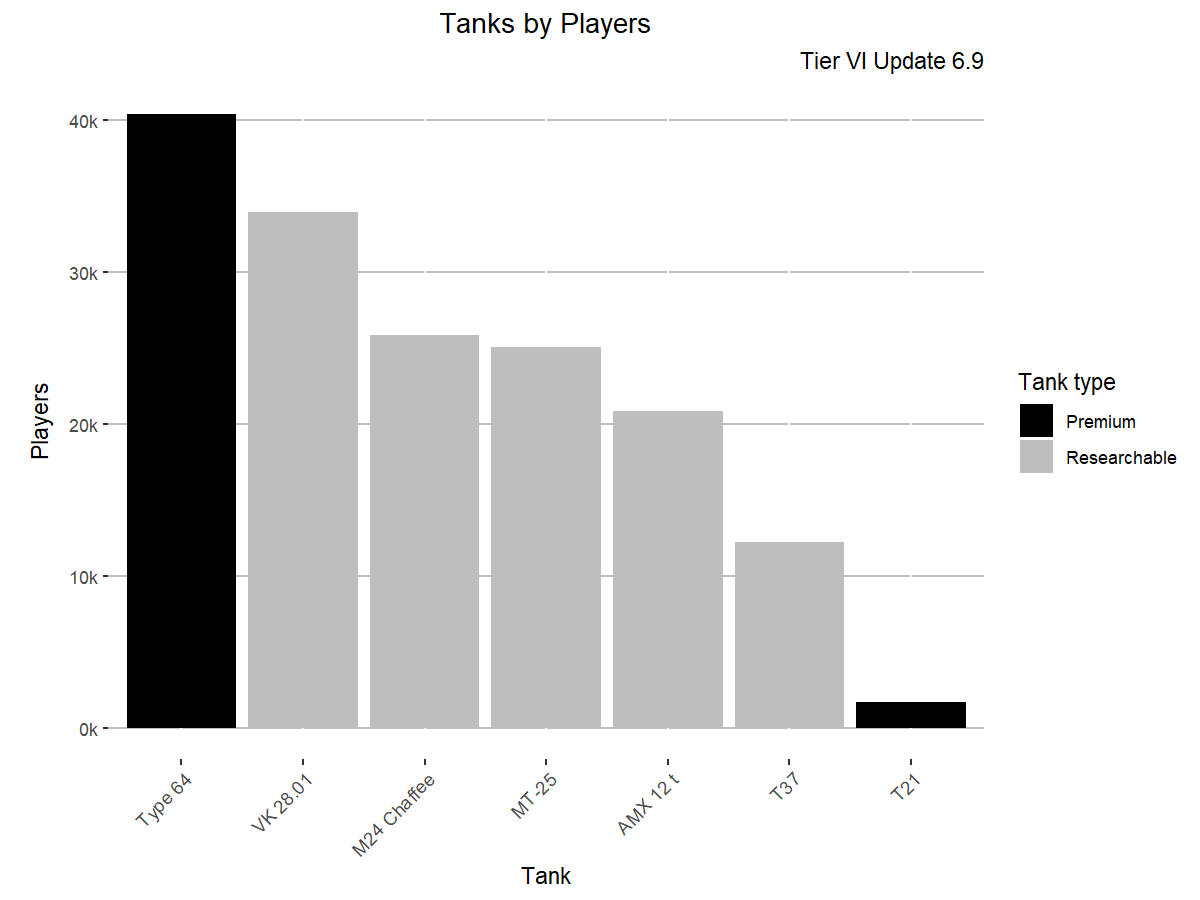 Tanks by Players
Tier VI Update 6.9
40k
30k
20k
10k
0k
Players
Type 64
VK 28.01
M24 Chaffee
MT-25
AMX 12 t
T37
T21
Tank
Tank type
Premium
Researchable